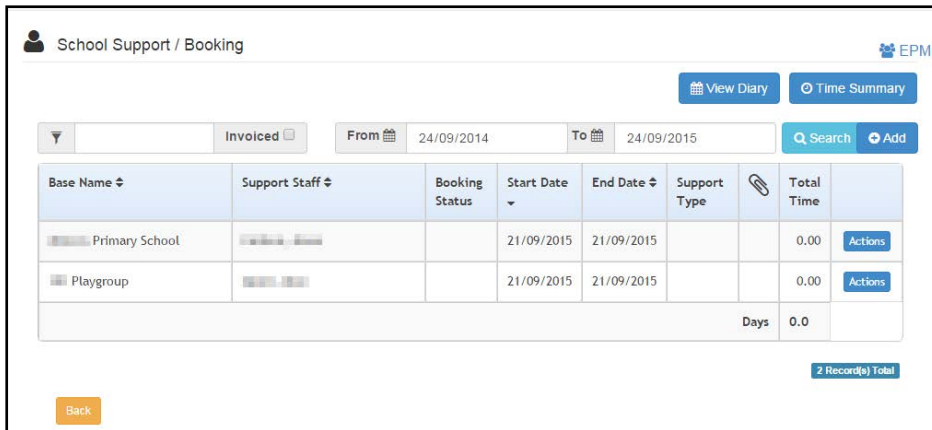 School Support / Booking
EPM
View Diary
Time Summary
Invoiced
From
24/09/2014
To
24/09/2015
Search
Add
Base Name
Support Staff
Booking Status
Start Date
End Date
Support Type
Total Time
Primary School
21/09/2015
21/09/2015
0.00
Actions
Playgroup
21/09/2015
21/09/2015
0.00
Actions
Days
0.0
2 Record(s) Total
Back